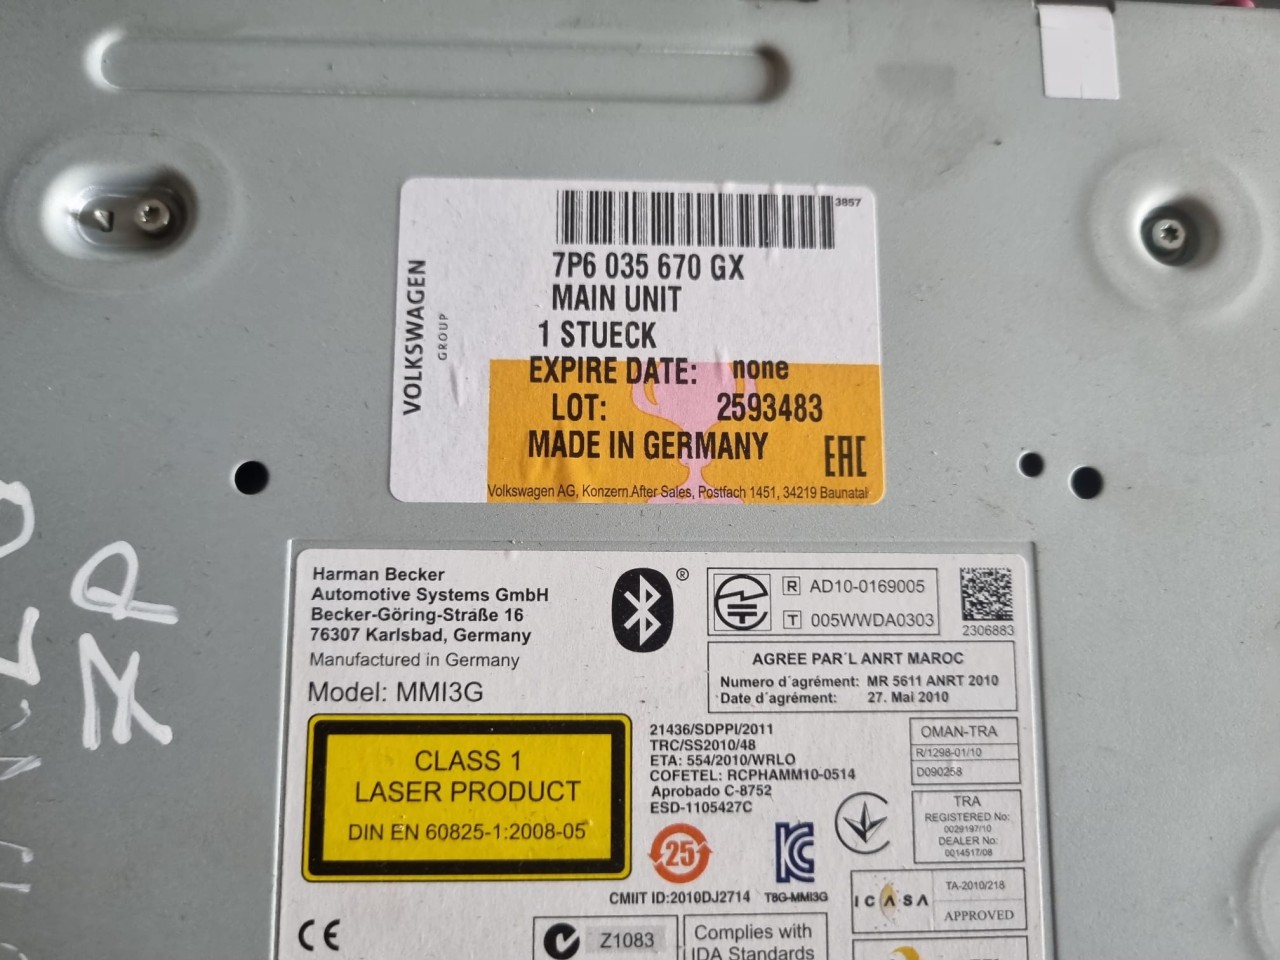 3857
7P6 035 670 GX
MAIN UNIT
1 STUECK
EXPIRE DATE: none
LOT: 2593483
MADE IN GERMANY
EAC
Volkswagen AG, Konzern After Sales, Postfach 1451, 34219 Baunatal
VOLKSWAGEN
GROUP
ZP
Harman Becker
Automotive Systems GmbH
Becker-Göring-Straße 16
76307 Karlsbad, Germany
Manufactured in Germany
Model: MMI3G
®
R AD10-0169005
T 005WWDA0303
2306883
AGREE PAR´L ANRT MAROC
Numero d´agrément: MR 5611 ANRT 2010
Date d´agrément: 27. Mai 2010
CLASS 1
LASER PRODUCT
DIN EN 60825-1:2008-05
21436/SDPPI/2011
TRC/SS2010/48
ETA: 554/2010/WRLO
COFETEL: RCPHAMM10-0514
Aprobado C-8752
ESD-1105427C
OMAN-TRA
R/1298-01/10
D090258
TRA
REGISTERED No:
0029197/10
DEALER No:
0014517/08
25
CMIIT ID:2010DJ2714
T8G-MMI3G
ICASA
TA-2010/218
APPROVED
CE
Z1083
Complies with
IDA Standards